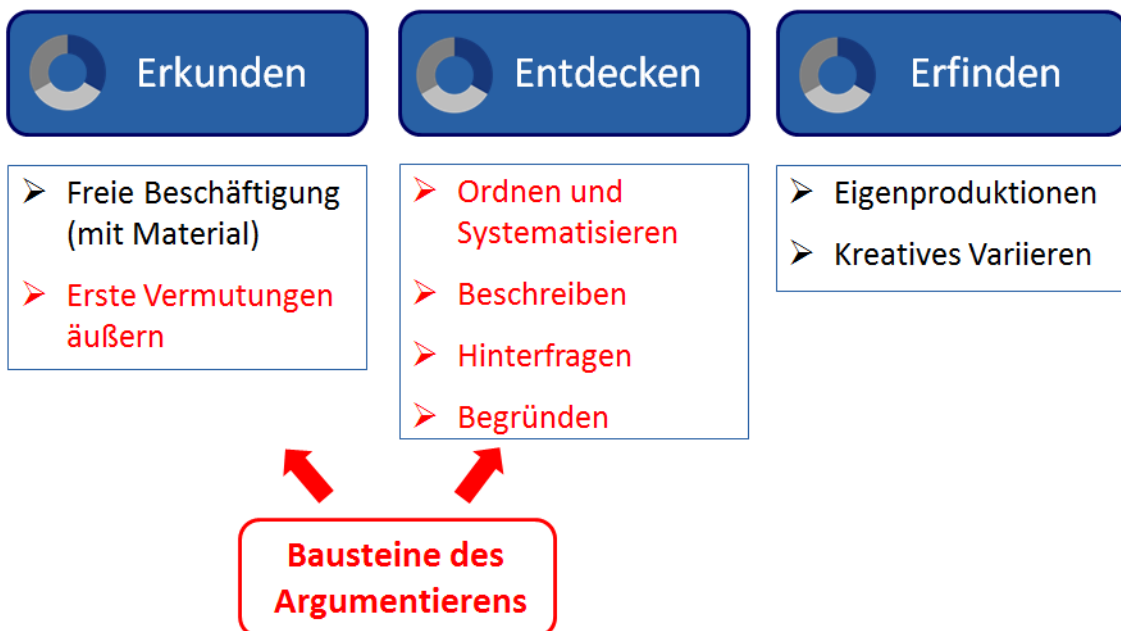 Erkunden
Freie Beschäftigung
(mit Material)
Erste Vermutungen
äußern
Entdecken
Ordnen und
Systematisieren
Beschreiben
Hinterfragen
Begründen
Erfinden
Eigenproduktionen
Kreatives Variieren
Bausteine des
Argumentierens